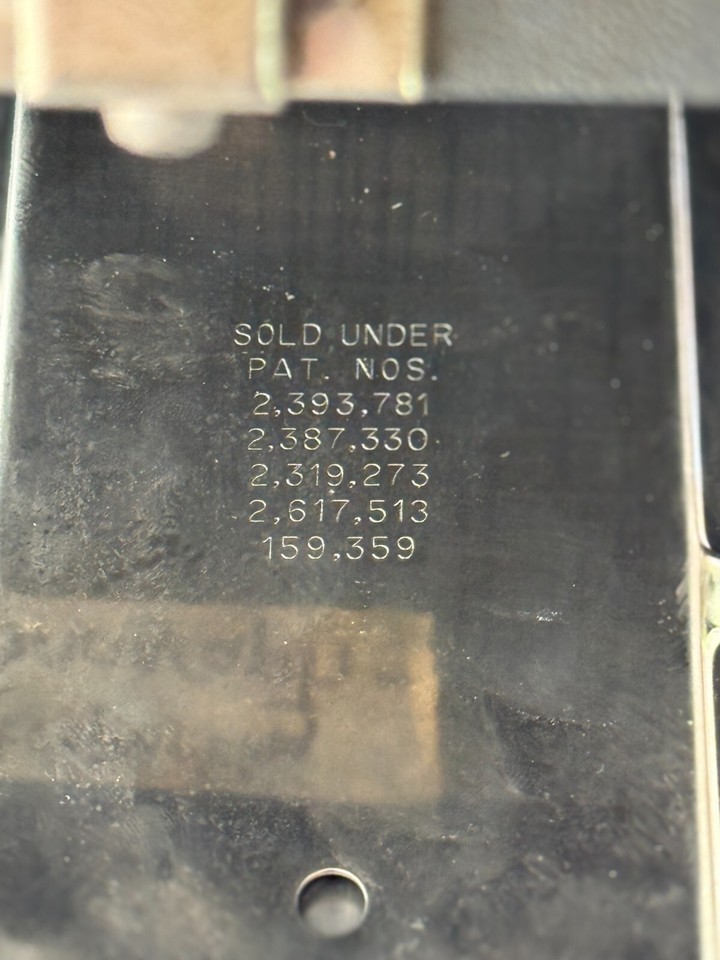 SOLD UNDER
PAT. NOS.
2,393,781
2,387,330
2,319,273
2,617,513
159,359